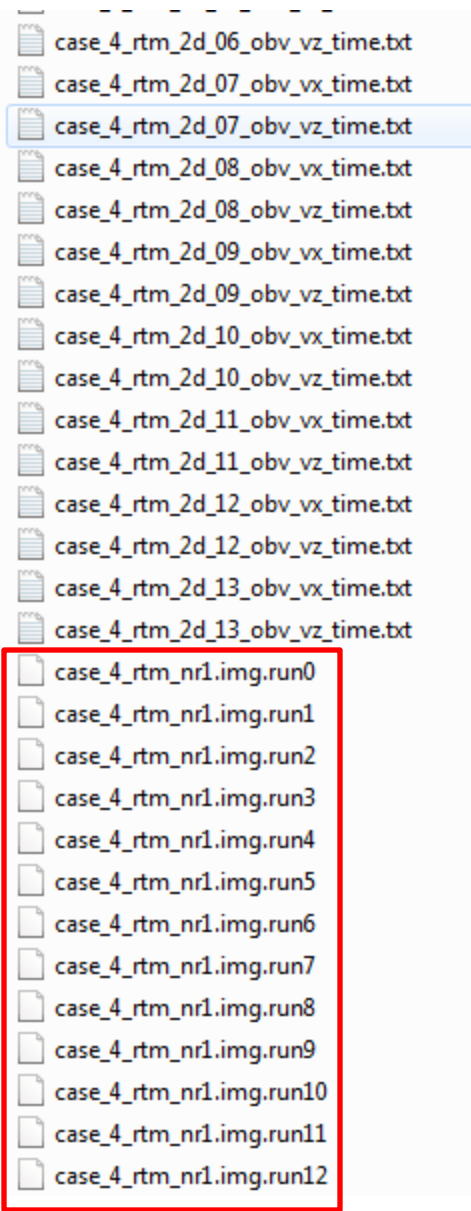 case_4_rtm_2d_06_obv_vz_time.txt
case_4_rtm_2d_07_obv_vx_time.txt
case_4_rtm_2d_07_obv_vz_time.txt
case_4_rtm_2d_08_obv_vx_time.txt
case_4_rtm_2d_08_obv_vz_time.txt
case_4_rtm_2d_09_obv_vx_time.txt
case_4_rtm_2d_09_obv_vz_time.txt
case_4_rtm_2d_10_obv_vx_time.txt
case_4_rtm_2d_10_obv_vz_time.txt
case_4_rtm_2d_11_obv_vx_time.txt
case_4_rtm_2d_11_obv_vz_time.txt
case_4_rtm_2d_12_obv_vx_time.txt
case_4_rtm_2d_12_obv_vz_time.txt
case_4_rtm_2d_13_obv_vx_time.txt
case_4_rtm_2d_13_obv_vz_time.txt
case_4_rtm_nr1.img.run0
case_4_rtm_nr1.img.run1
case_4_rtm_nr1.img.run2
case_4_rtm_nr1.img.run3
case_4_rtm_nr1.img.run4
case_4_rtm_nr1.img.run5
case_4_rtm_nr1.img.run6
case_4_rtm_nr1.img.run7
case_4_rtm_nr1.img.run8
case_4_rtm_nr1.img.run9
case_4_rtm_nr1.img.run10
case_4_rtm_nr1.img.run11
case_4_rtm_nr1.img.run12